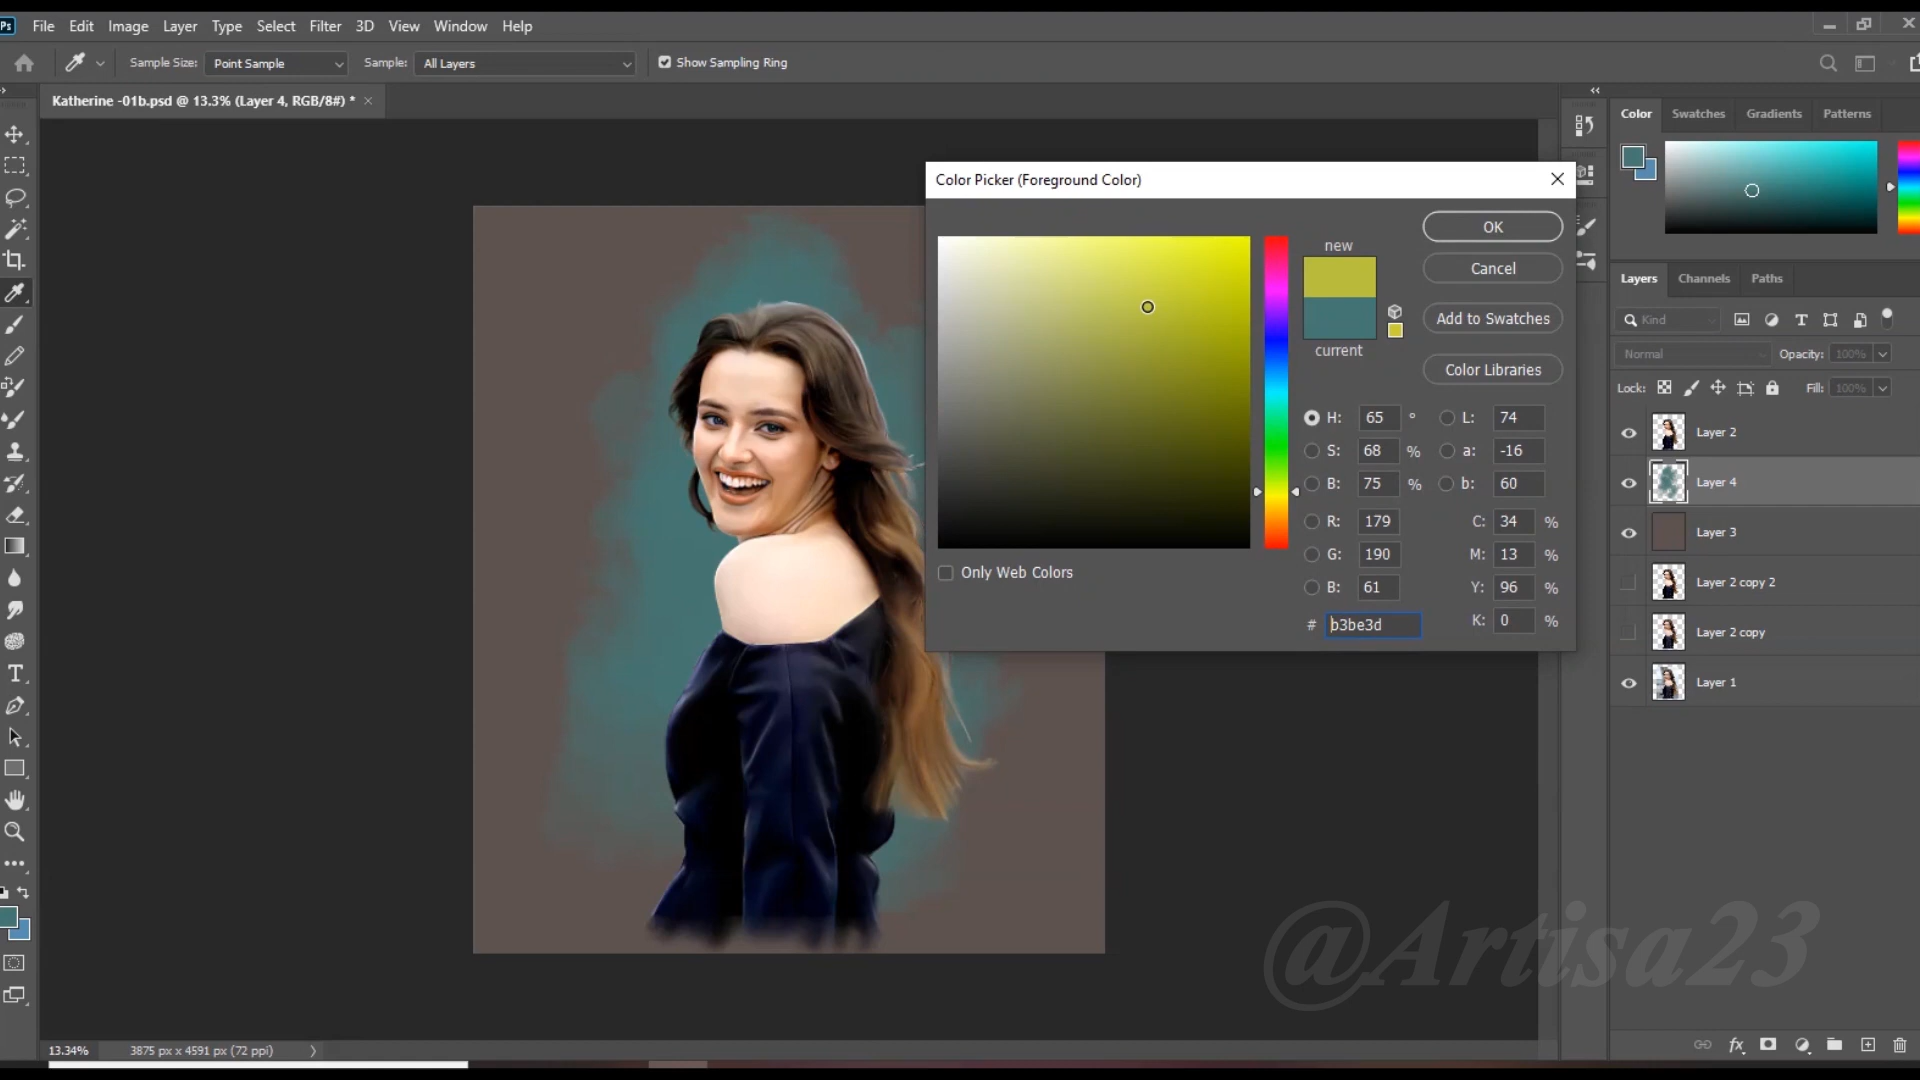 Ps File Edit Image Layer Type Select Filter 3D View Window Help
Sample Size: Point Sample Sample: All Layers Show Sampling Ring
Katherine -01b.psd @ 13.3% (Layer 4, RGB/8#) *
Color Swatches Gradients Patterns
Color Picker (Foreground Color)
new
current
OK
Cancel
Add to Swatches
Color Libraries
H: 65 ° L: 74
S: 68 % a: -16
B: 75 % b: 60
R: 179 C: 34 %
G: 190 M: 13 %
B: 61 Y: 96 %
# b3be3d K: 0 %
Only Web Colors
Layers Channels Paths
Kind
Normal Opacity: 100%
Lock: Fill: 100%
Layer 2
Layer 4
Layer 3
Layer 2 copy 2
Layer 2 copy
Layer 1
@Artisa23
13.34% 3875 px x 4591 px (72 ppi)